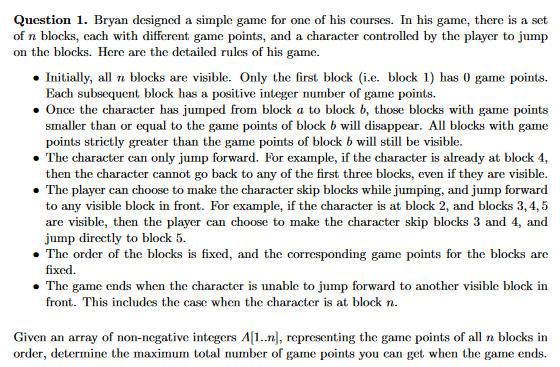 Question 1. Bryan designed a simple game for one of his courses. In his game, there is a set
of n blocks, each with different game points, and a character controlled by the player to jump
on the blocks. Here are the detailed rules of his game.
• Initially, all n blocks are visible. Only the first block (i.e. block 1) has 0 game points.
Each subsequent block has a positive integer number of game points.
• Once the character has jumped from block a to block b, those blocks with game points
smaller than or equal to the game points of block b will disappear. All blocks with game
points strictly greater than the game points of block b will still be visible.
• The character can only jump forward. For example, if the character is already at block 4,
then the character cannot go back to any of the first three blocks, even if they are visible.
• The player can choose to make the character skip blocks while jumping, and jump forward
to any visible block in front. For example, if the character is at block 2, and blocks 3, 4, 5
are visible, then the player can choose to make the character skip blocks 3 and 4, and
jump directly to block 5.
• The order of the blocks is fixed, and the corresponding game points for the blocks are
fixed.
• The game ends when the character is unable to jump forward to another visible block in
front. This includes the case when the character is at block n.
Given an array of non-negative integers A[1..n], representing the game points of all n blocks in
order, determine the maximum total number of game points you can get when the game ends.